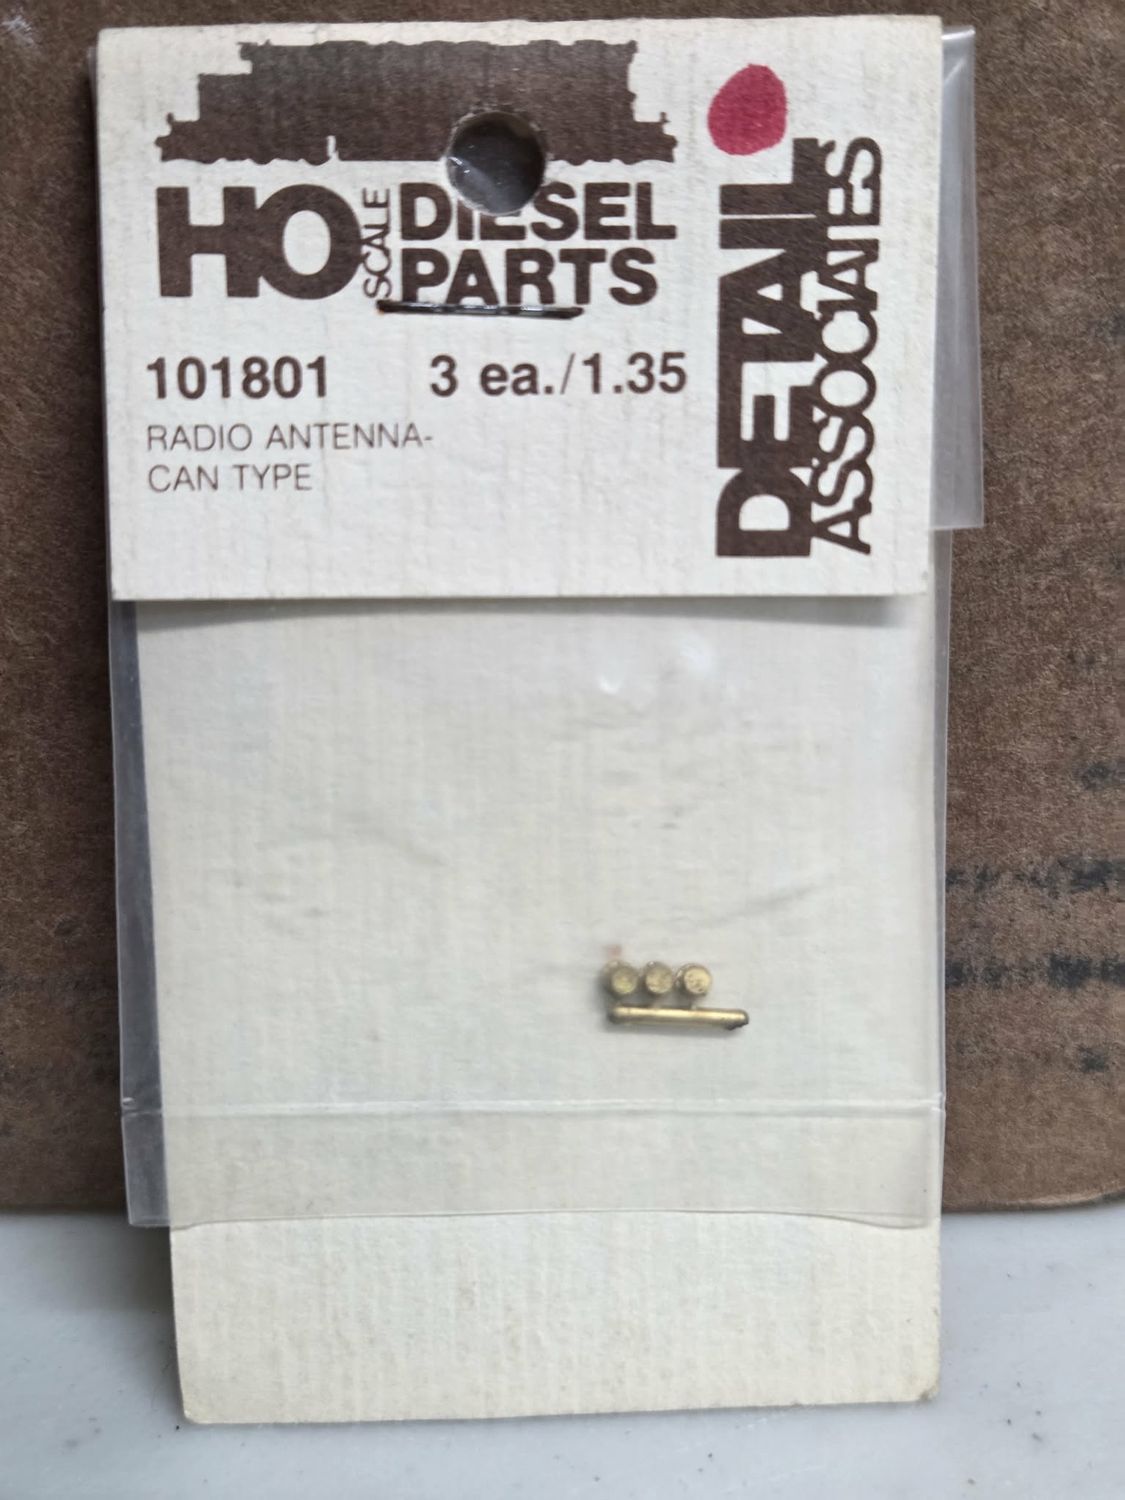 HO SCALE DIESEL
PARTS
101801 3 ea./1.35
RADIO ANTENNA-
CAN TYPE
DETAIL
ASSOCIATES